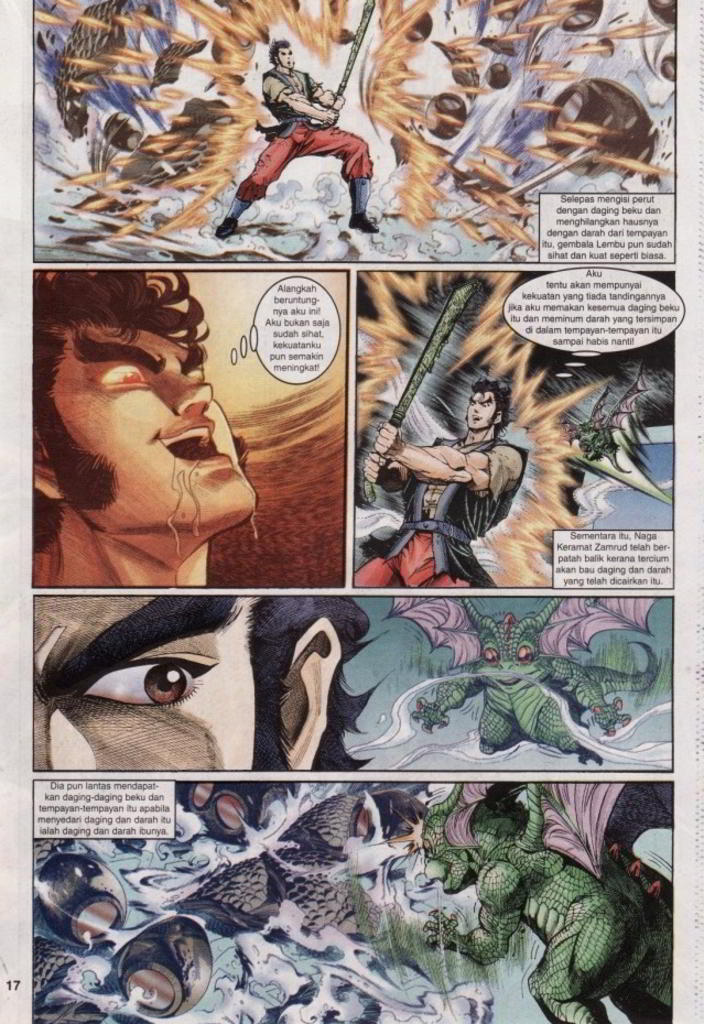 Selepas mengisi perut
dengan daging beku dan
menghilangkan hausnya
dengan darah dari tempayan
itu, gembala Lembu pun sudah
sihat dan kuat seperti biasa.
Alangkah
beruntung-
nya aku ini!
Aku bukan saja
sudah sihat,
kekuatanku
pun semakin
meningkat!
Aku
tentu akan mempunyai
kekuatan yang tiada tandingannya
jika aku memakan kesemua daging beku
itu dan meminum darah yang tersimpan
di dalam tempayan-tempayan itu
sampai habis nanti!
Sementara itu, Naga
Keramat Zamrud telah ber-
patah balik kerana tercium
akan bau daging dan darah
yang telah dicairkan itu.
Dia pun lantas mendapat-
kan daging-daging beku dan
tempayan-tempayan itu apabila
menyedari daging dan darah itu
ialah daging dan darah ibunya.
17